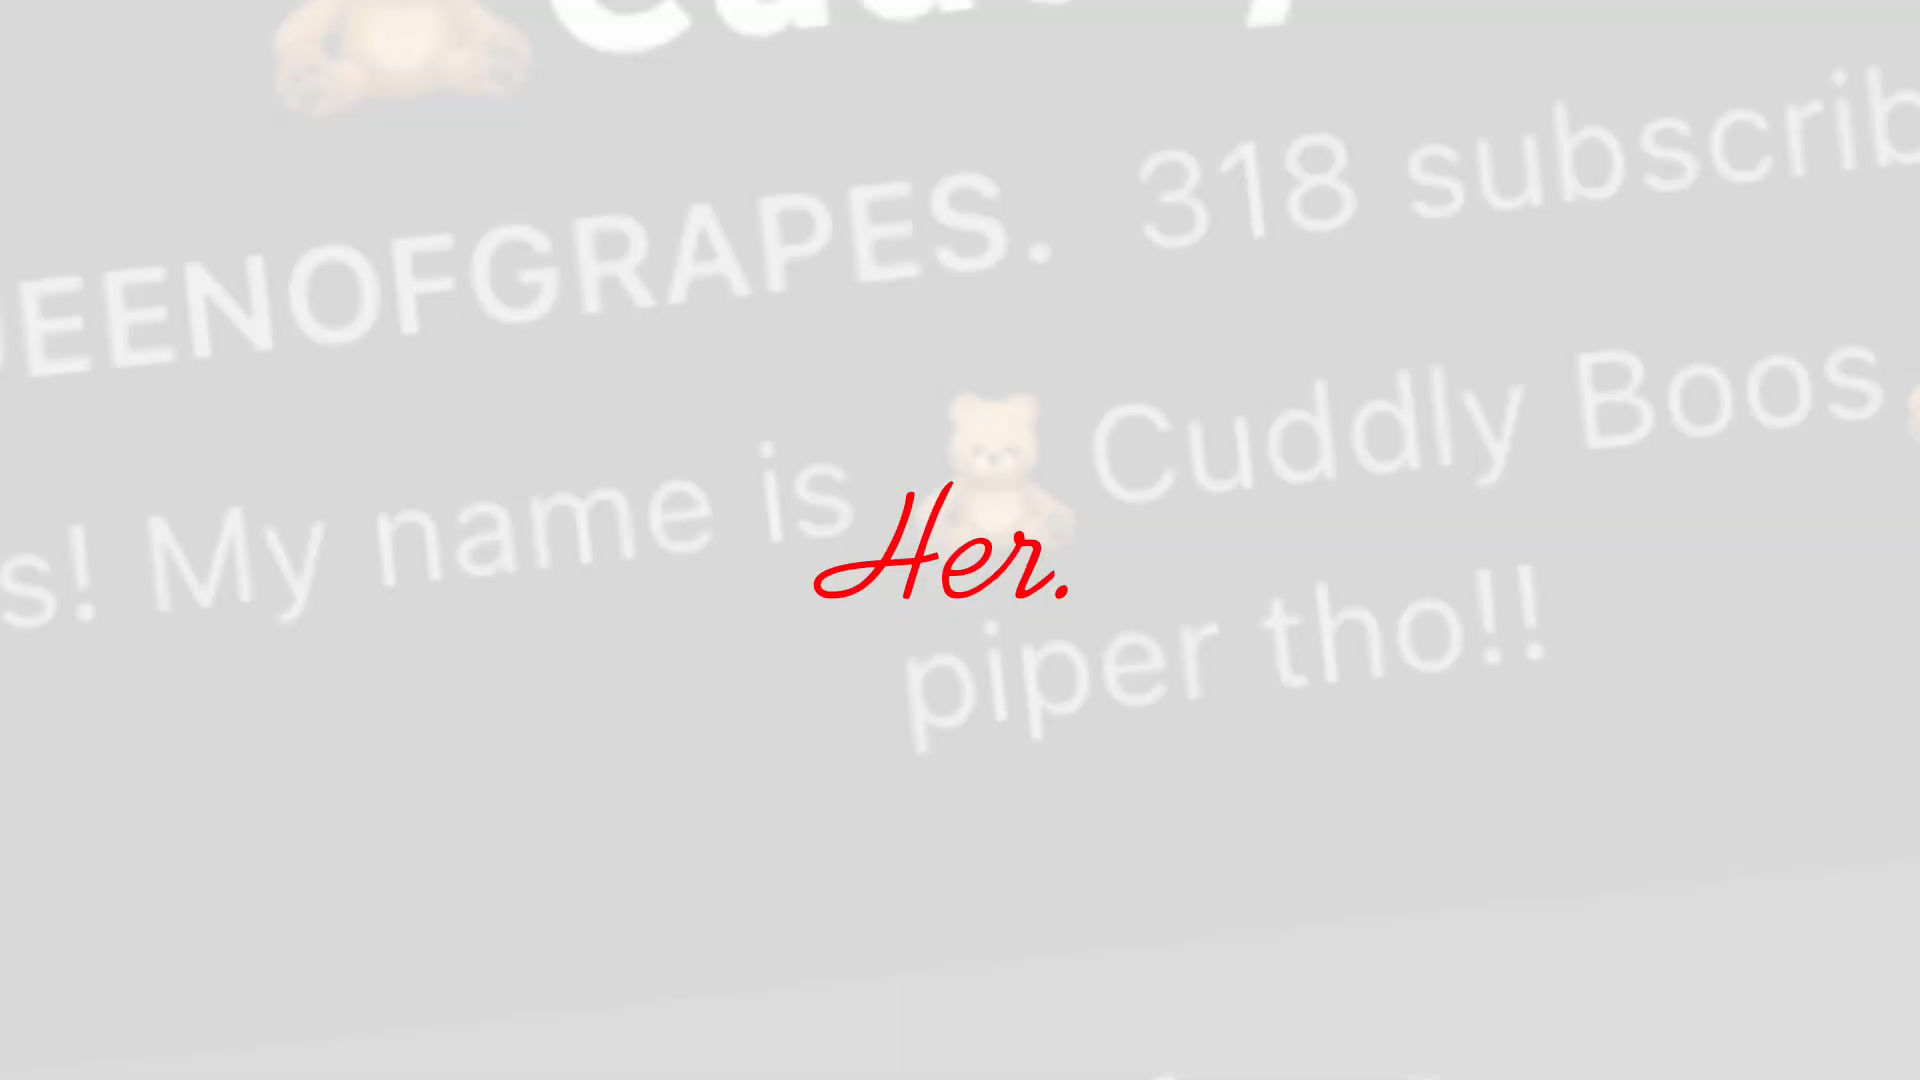 EENOFGRAPES. 318 subscrib
s! My name is Cuddly Boos
Her.
piper tho!!